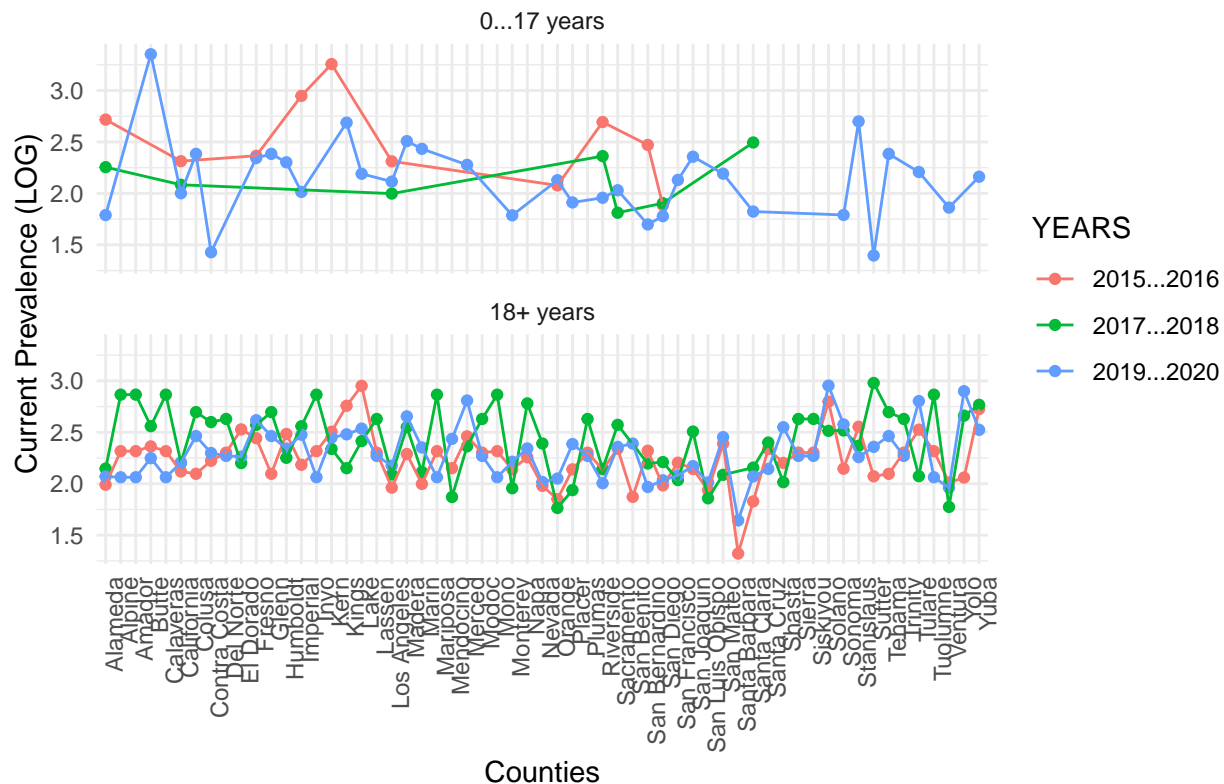 0...17 years
3.0
2.5
2.0
1.5
18+ years
3.0
2.5
2.0
1.5
Current Prevalence (LOG)
Alameda
Alpine
Amador
Butte
Calaveras
California
Colusa
Contra Costa
Del Norte
El Dorado
Fresno
Glenn
Humboldt
Imperial
Inyo
Kern
Kings
Lake
Lassen
Los Angeles
Madera
Marin
Mariposa
Mendocino
Merced
Modoc
Mono
Monterey
Napa
Nevada
Orange
Placer
Plumas
Riverside
Sacramento
San Benito
San Bernardino
San Diego
San Francisco
San Joaquin
San Luis Obispo
San Mateo
Santa Barbara
Santa Clara
Santa Cruz
Shasta
Sierra
Siskiyou
Solano
Sonoma
Stanislaus
Sutter
Tehama
Trinity
Tulare
Tuolumne
Ventura
Yolo
Yuba
Counties
YEARS
2015...2016
2017...2018
2019...2020